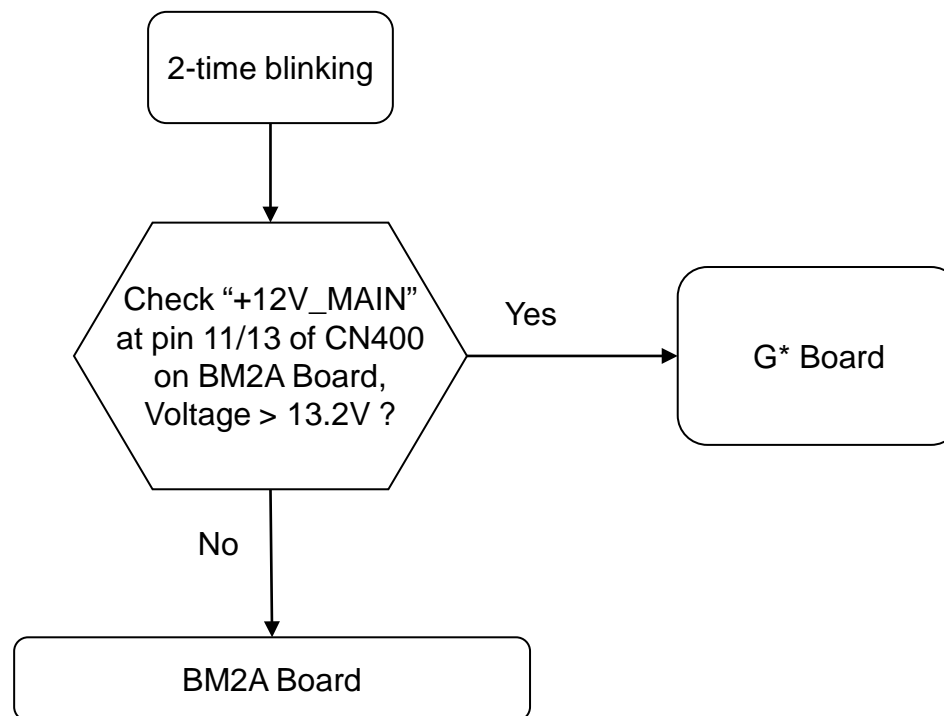 2-time blinking
Check “+12V_MAIN”
at pin 11/13 of CN400
on BM2A Board,
Voltage > 13.2V ?
Yes
G* Board
No
BM2A Board